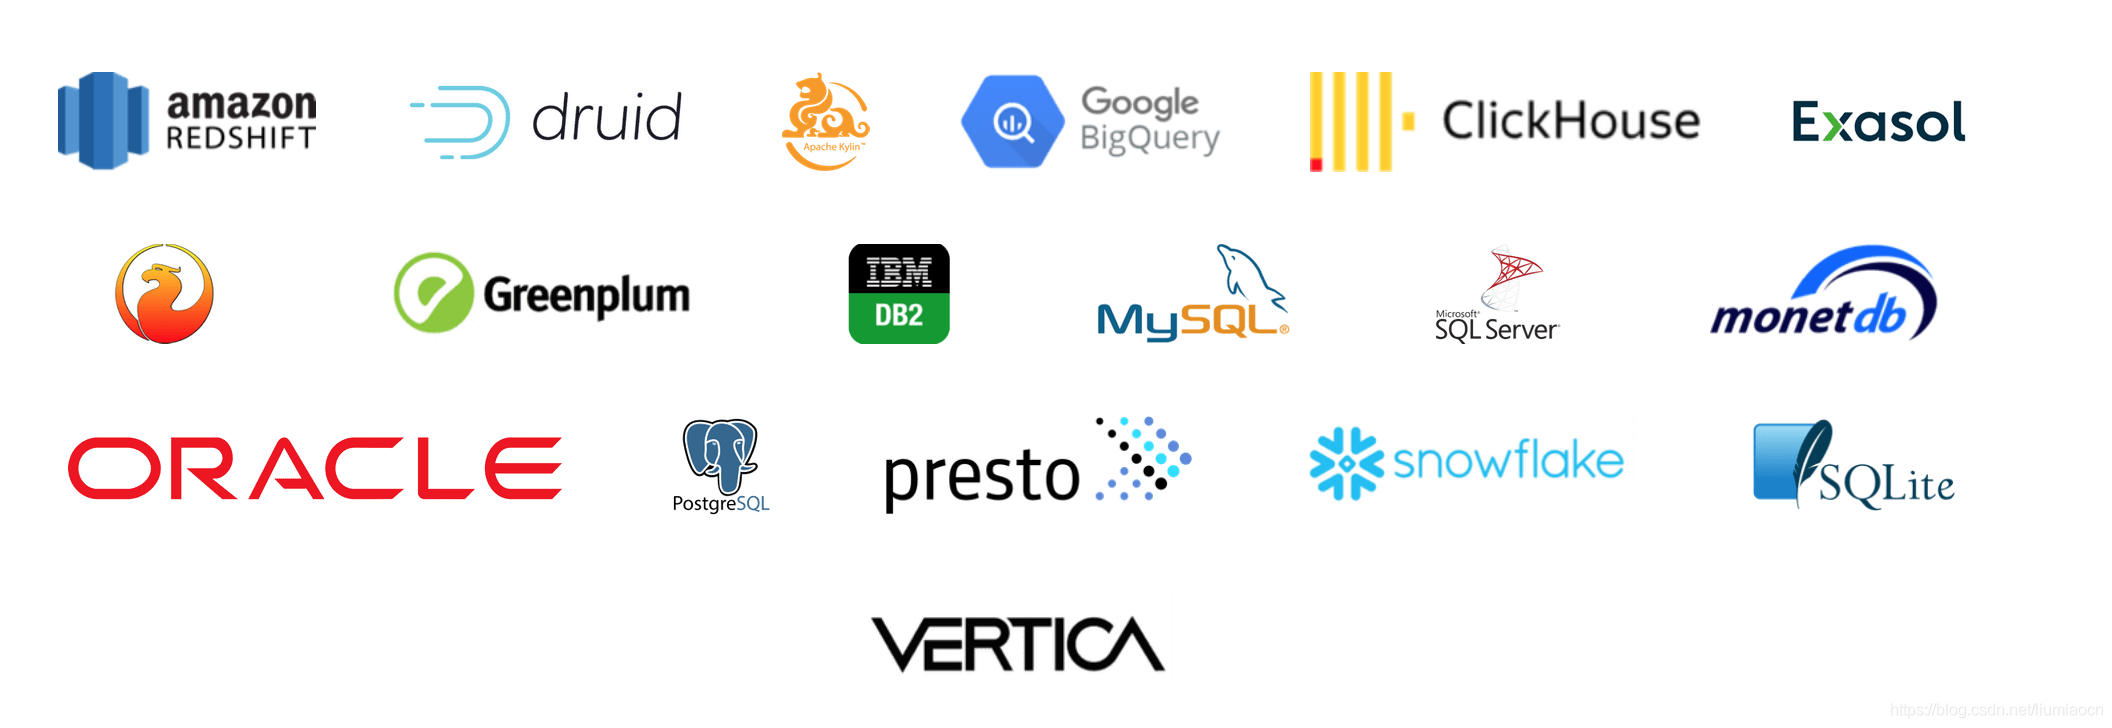 amazon
REDSHIFT
druid
Apache Kylin™
Google
BigQuery
ClickHouse
Exasol
Greenplum
IBM
DB2
MySQL®
Microsoft®
SQL Server®
monetdb
ORACLE
PostgreSQL
presto
snowflake
SQLite
VERTICA
https://blog.csdn.net/liumiaocn